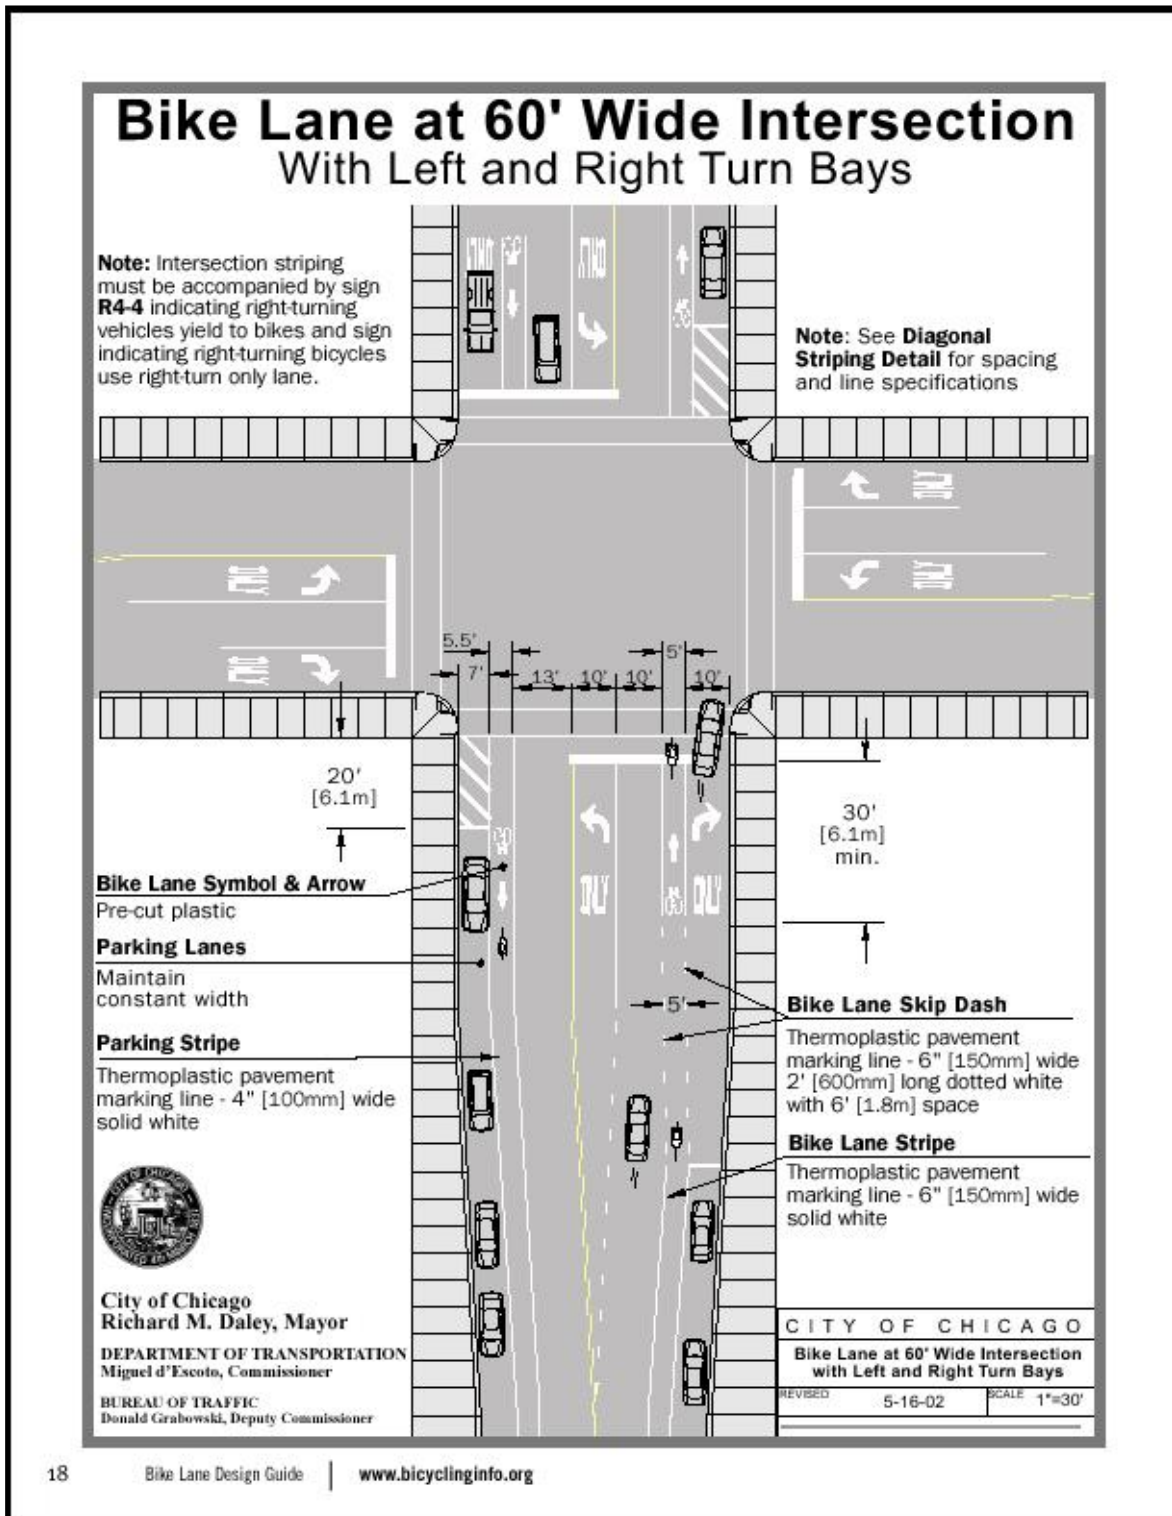 Bike Lane at 60' Wide Intersection
With Left and Right Turn Bays
Note: Intersection striping
must be accompanied by sign
R4-4 indicating right-turning
vehicles yield to bikes and sign
indicating right-turning bicycles
use right-turn only lane.
Note: See Diagonal
Striping Detail for spacing
and line specifications
ONLY
ONLY
ONLY
ONLY
ONLY
ONLY
5.5'
5'
7'
13'
10'
10'
10'
20'
[6.1m]
30'
[6.1m]
min.
ONLY
ONLY
Bike Lane Symbol & Arrow
Pre-cut plastic
Parking Lanes
Maintain
constant width
5'
Parking Stripe
Thermoplastic pavement
marking line - 4" [100mm] wide
solid white
Bike Lane Skip Dash
Thermoplastic pavement
marking line - 6" [150mm] wide
2' [600mm] long dotted white
with 6' [1.8m] space
Bike Lane Stripe
Thermoplastic pavement
marking line - 6" [150mm] wide
solid white
City of Chicago
Richard M. Daley, Mayor
DEPARTMENT OF TRANSPORTATION
Miguel d'Escoto, Commissioner
BUREAU OF TRAFFIC
Donald Grabowski, Deputy Commissioner
CITY OF CHICAGO
Bike Lane at 60' Wide Intersection
with Left and Right Turn Bays
REVISED 5-16-02 SCALE 1"=30'
18 Bike Lane Design Guide | www.bicyclinginfo.org